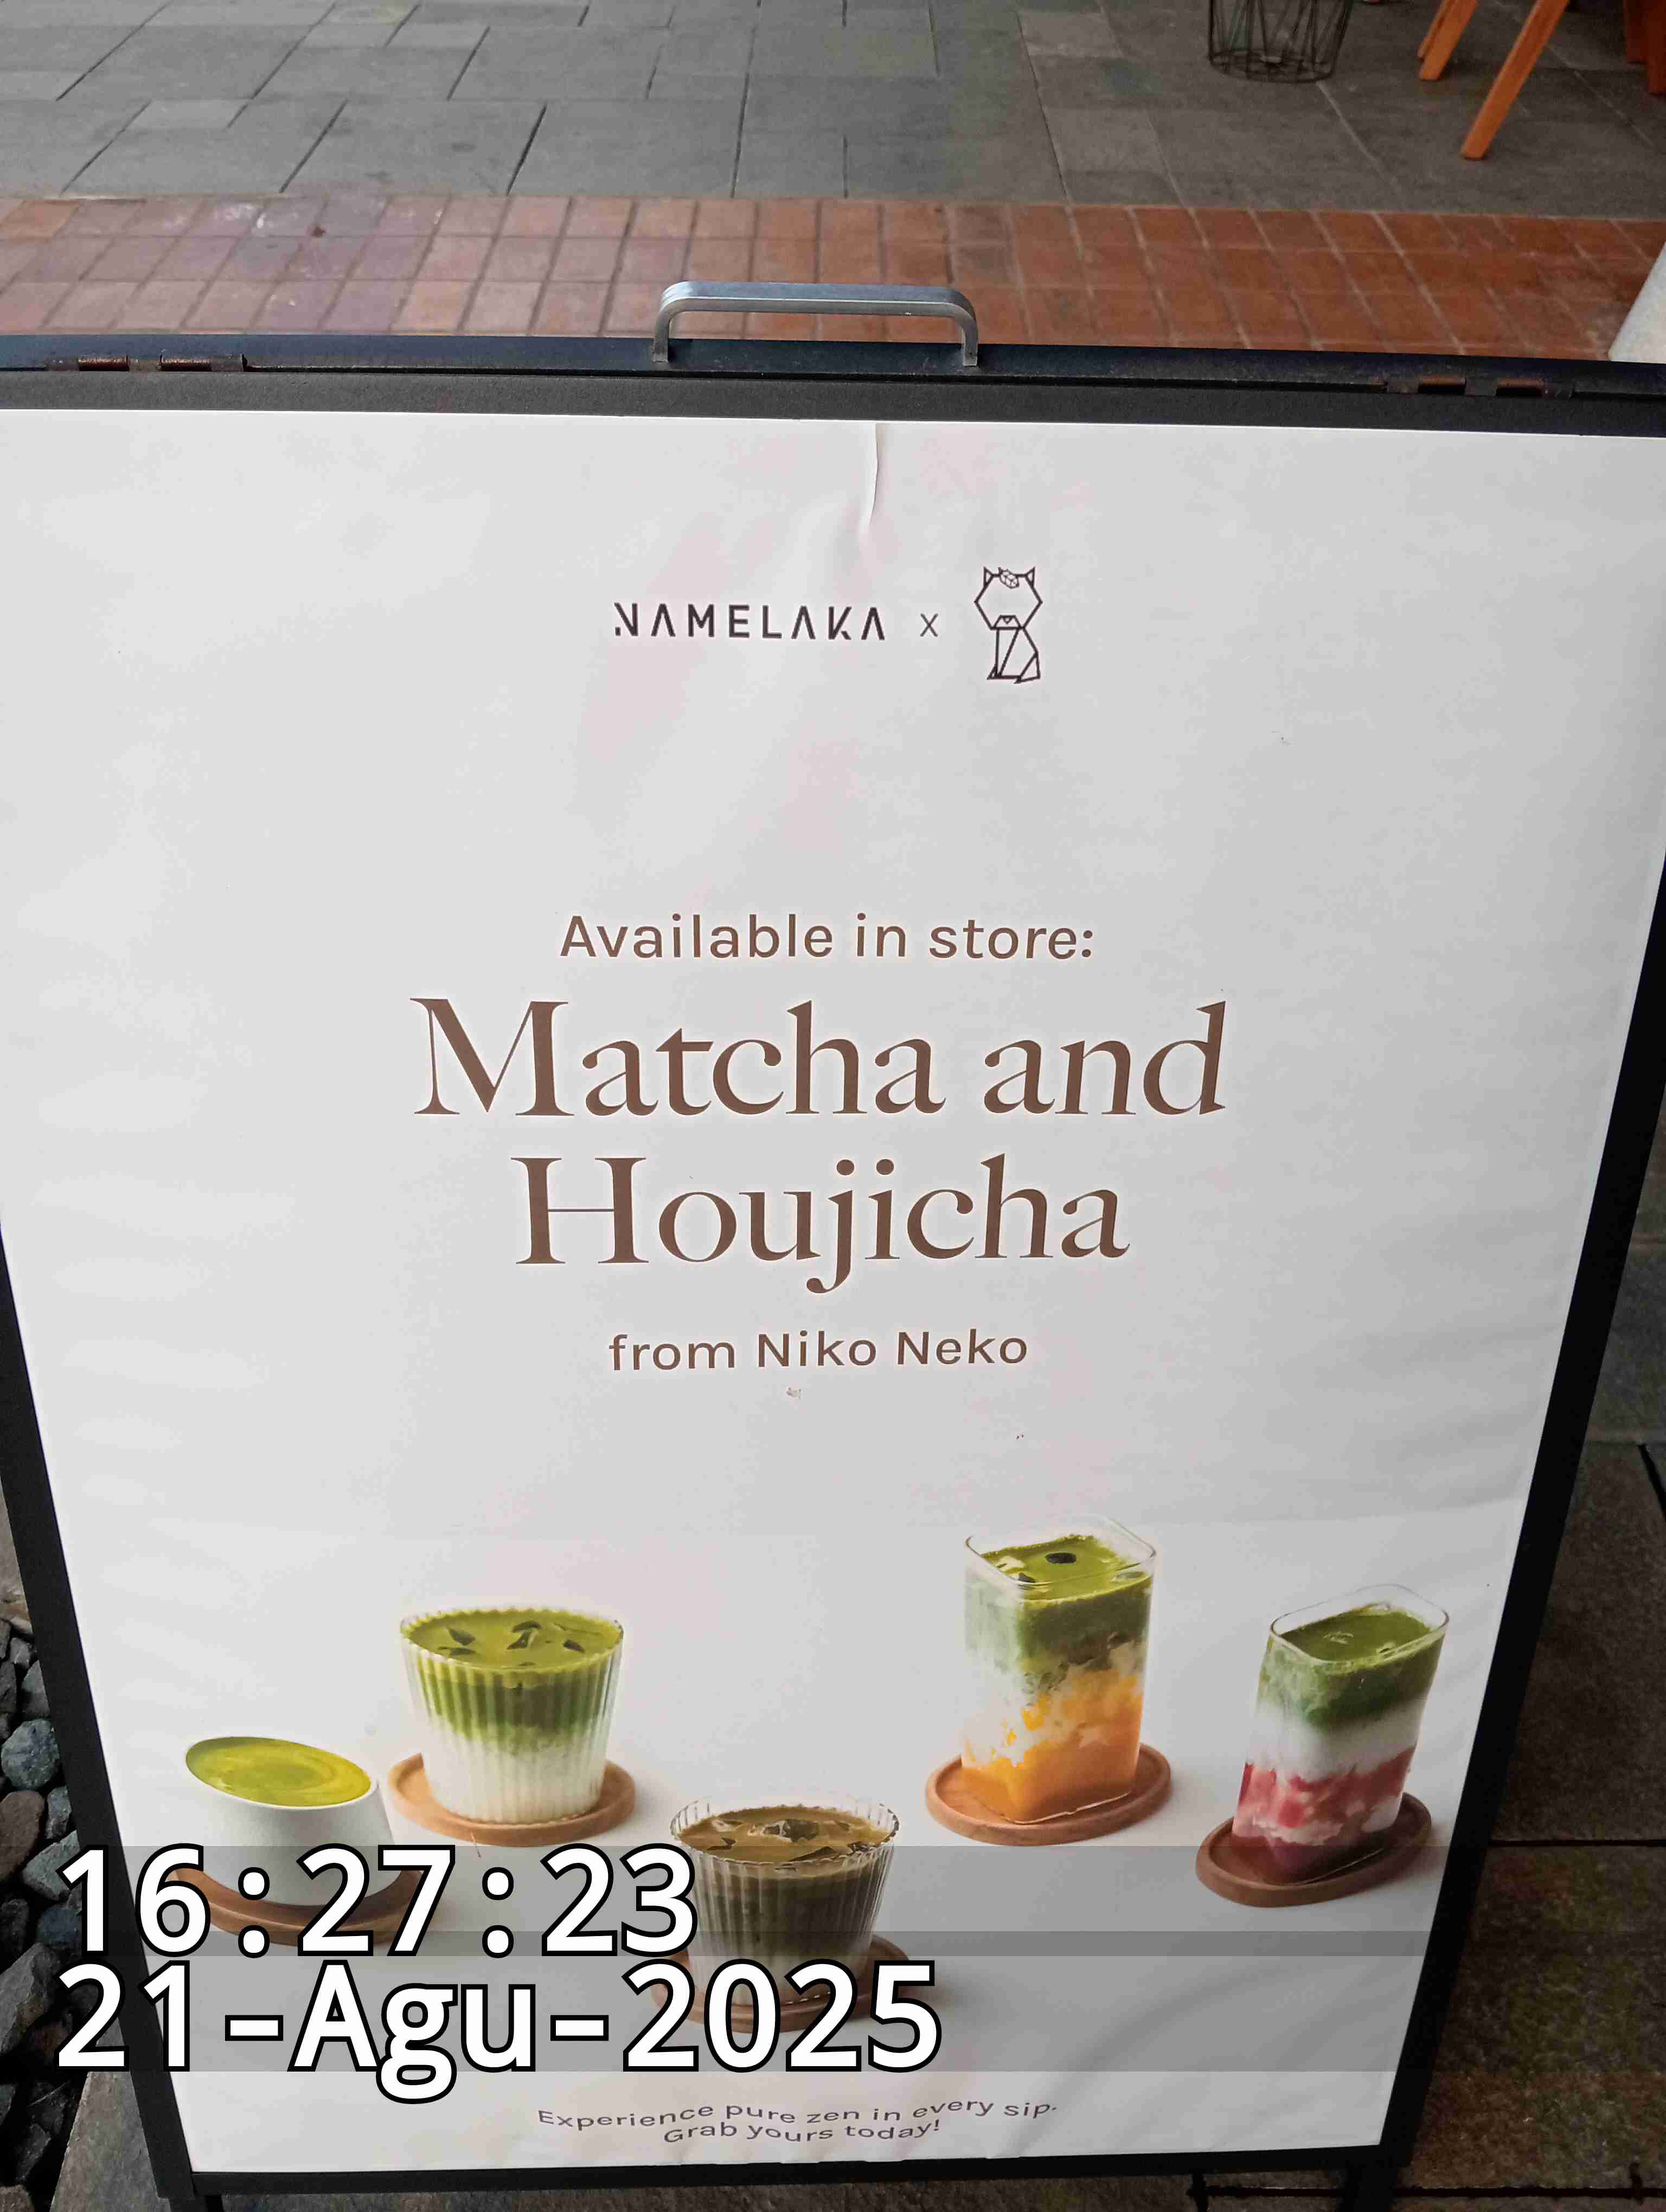 NAMELAKA x
Available in store:
Matcha and
Houjicha
from Niko Neko
16:27:23
21-Agu-2025
Experience pure zen in every sip.
Grab yours today!